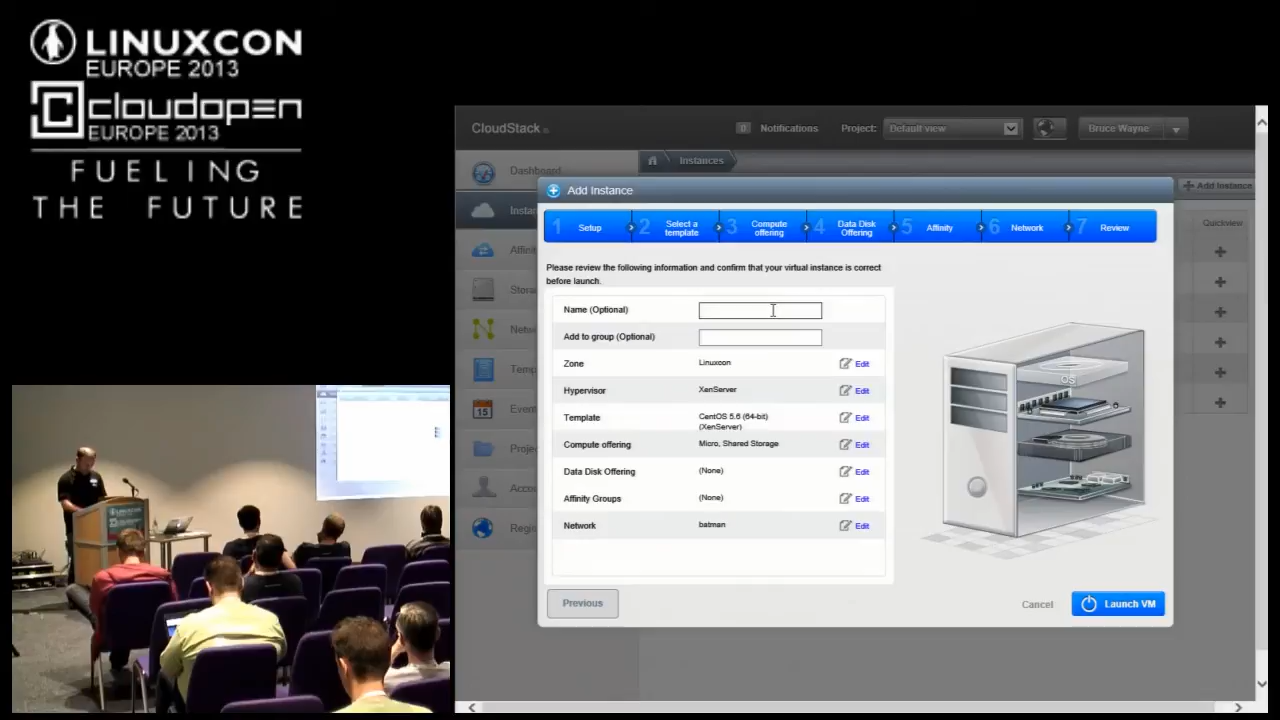 LINUXCON
EUROPE 2013
cloudopen
EUROPE 2013
FUELING
THE FUTURE
CloudStack
0 Notifications
Project: Default view
Bruce Wayne
Instances
Dashboard
Add Instance
Add Instance
1 Setup
2 Select a
template
3 Compute
offering
4 Data Disk
Offering
5 Affinity
6 Network
7 Review
Quickview
Please review the following information and confirm that your virtual instance is correct
before launch.
Name (Optional)
Add to group (Optional)
Zone Linuxcon Edit
Hypervisor XenServer Edit
Template CentOS 5.6 (64-bit)
(XenServer) Edit
Compute offering Micro, Shared Storage Edit
Data Disk Offering (None) Edit
Affinity Groups (None) Edit
Network batman Edit
OS
15
Previous
Cancel
Launch VM